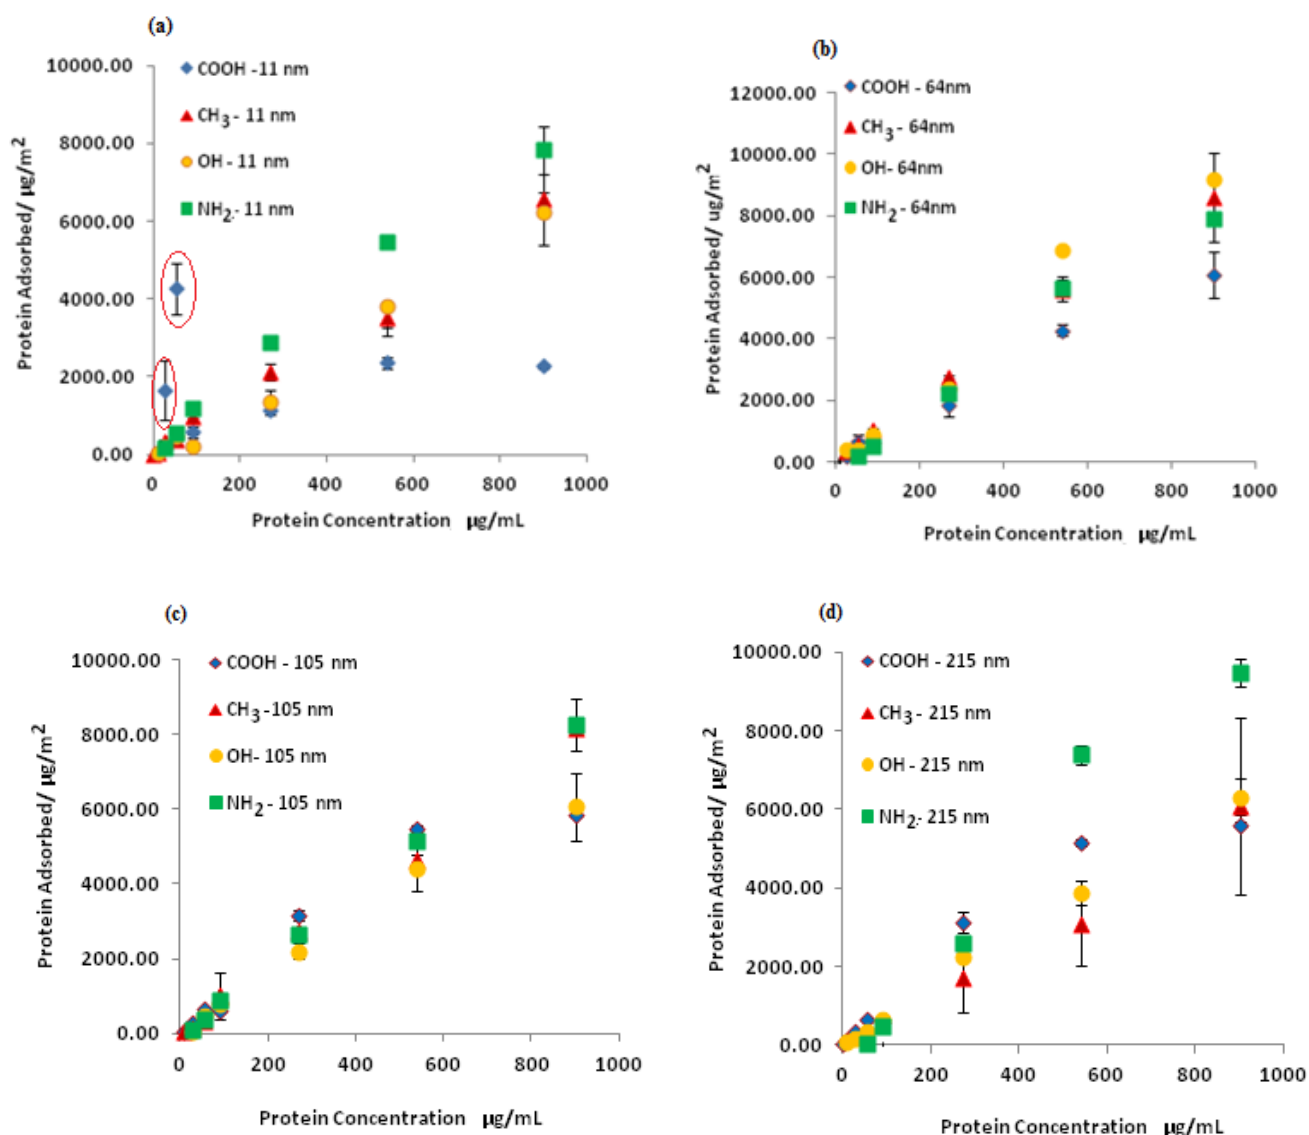 (a)
COOH - 11 nm
CH3 - 11 nm
OH - 11 nm
NH2 - 11 nm
10000.00
8000.00
6000.00
4000.00
2000.00
0.00
0 200 400 600 800 1000
Protein Adsorbed/ µg/m2
Protein Concentration µg/mL
(b)
COOH - 64nm
CH3 - 64nm
OH- 64nm
NH2 - 64nm
12000.00
10000.00
8000.00
6000.00
4000.00
2000.00
0.00
0 200 400 600 800 1000
Protein Adsorbed/ ug/m2
Protein Concentration µg/mL
(c)
COOH - 105 nm
CH3 -105 nm
OH- 105 nm
NH2 - 105 nm
10000.00
8000.00
6000.00
4000.00
2000.00
0.00
0 200 400 600 800 1000
Protein Adsorbed/ µg/m2
Protein Concentration µg/mL
(d)
COOH - 215 nm
CH3 - 215 nm
OH - 215 nm
NH2 - 215 nm
10000.00
8000.00
6000.00
4000.00
2000.00
0.00
0 200 400 600 800 1000
Protein Adsorbed/ µg/m2
Protein Concentration µg/mL